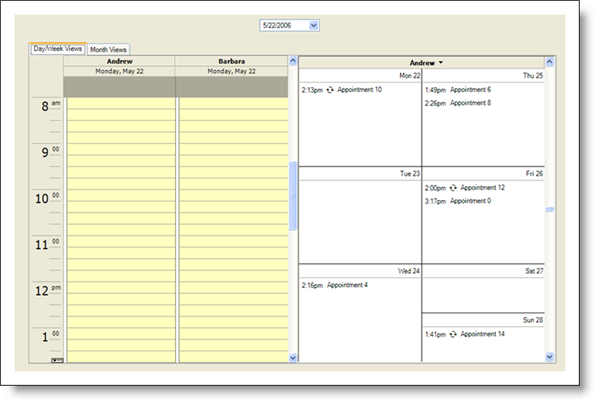 5/22/2006
Day/Week Views Month Views
Andrew Barbara
Monday, May 22 Monday, May 22
8 am
9 00
10 00
11 00
12 pm
1 00
Andrew
Mon 22
2:13pm Appointment 10
Tue 23
Wed 24
2:16pm Appointment 4
Thu 25
1:49pm Appointment 6
2:26pm Appointment 8
Fri 26
2:00pm Appointment 12
3:17pm Appointment 0
Sat 27
Sun 28
1:41pm Appointment 14